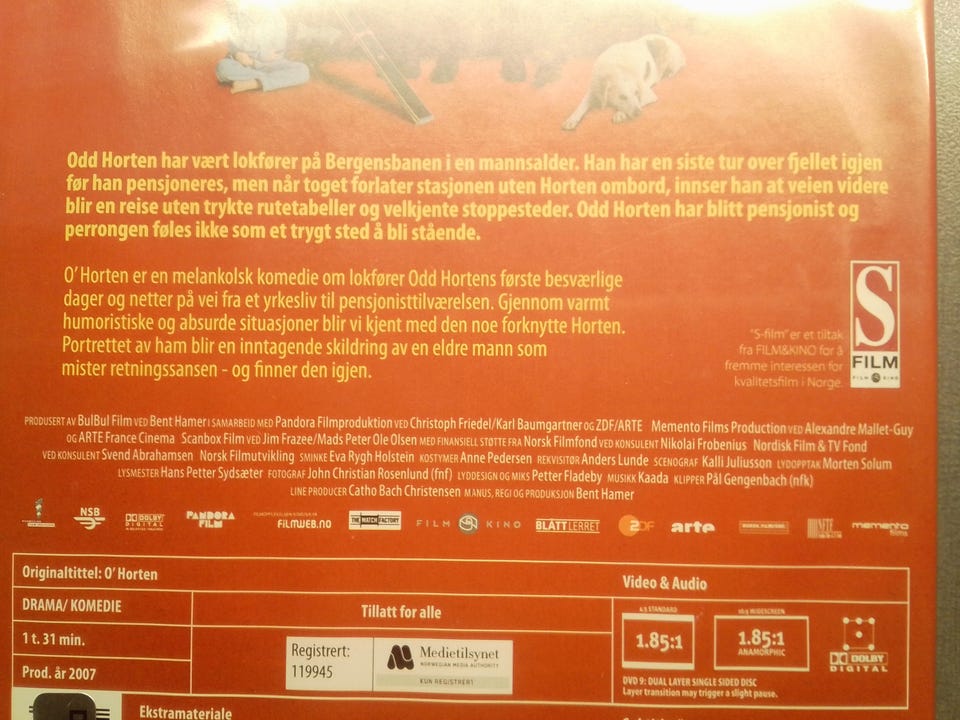 Odd Horten har vært lokfører på Bergensbanen i en mannsalder. Han har en siste tur over fjellet igjen
før han pensjoneres, men når toget forlater stasjonen uten Horten ombord, innser han at veien videre
blir en reise uten trykte rutetabeller og velkjente stoppesteder. Odd Horten har blitt pensjonist og
perrongen føles ikke som et trygt sted å bli stående.
O' Horten er en melankolsk komedie om lokfører Odd Hortens første besværlige
dager og netter på vei fra et yrkesliv til pensjonisttilværelsen. Gjennom varmt
humoristiske og absurde situasjoner blir vi kjent med den noe forknytte Horten.
Portrettet av ham blir en inntagende skildring av en eldre mann som
mister retningssansen - og finner den igjen.
S
FILM
FILM KINO
"S-film" er et tiltak
fra FILM&KINO for å
fremme interessen for
kvalitetsfilm i Norge.
PRODUSERT AV BulBul Film VED Bent Hamer I SAMARBEID MED Pandora Filmproduktion VED Christoph Friedel/Karl Baumgartner OG ZDF/ARTE Memento Films Production VED Alexandre Mallet-Guy
OG ARTE France Cinema Scanbox Film VED Jim Frazee/Mads Peter Ole Olsen MED FINANSIELL STØTTE FRA Norsk Filmfond VED KONSULENT Nikolai Frobenius Nordisk Film & TV Fond
VED KONSULENT Svend Abrahamsen Norsk Filmutvikling SMINKE Eva Rygh Holstein KOSTYMER Anne Pedersen REKVISITØR Anders Lunde SCENOGRAF Kalli Juliusson LYDOPPTAK Morten Solum
LYSMESTER Hans Petter Sydsæter FOTOGRAF John Christian Rosenlund (fnf) LYDDESIGN OG MIKS Petter Fladeby MUSIKK Kaada KLIPPER Pål Gengenbach (nfk)
LINE PRODUCER Catho Bach Christensen MANUS, REGI OG PRODUKSJON Bent Hamer
NSB DOLBY DIGITAL PANDORA FILM FILMWEB.NO THE MATCH FACTORY FILM KINO BLÅTT LERRET ZDF arte memento films
Originaltittel: O' Horten
DRAMA/ KOMEDIE
1 t. 31 min.
Prod. år 2007
Tillatt for alle
Registrert:
119945
Medietilsynet
NORWEGIAN MEDIA AUTHORITY
KUN REGISTRERT
Video & Audio
4:3 STANDARD
1.85:1
16:9 WIDESCREEN
1.85:1
ANAMORPHIC
DOLBY
DIGITAL
DVD 9: DUAL LAYER SINGLE SIDED DISC
Layer transition may trigger a slight pause.
Ekstramateriale